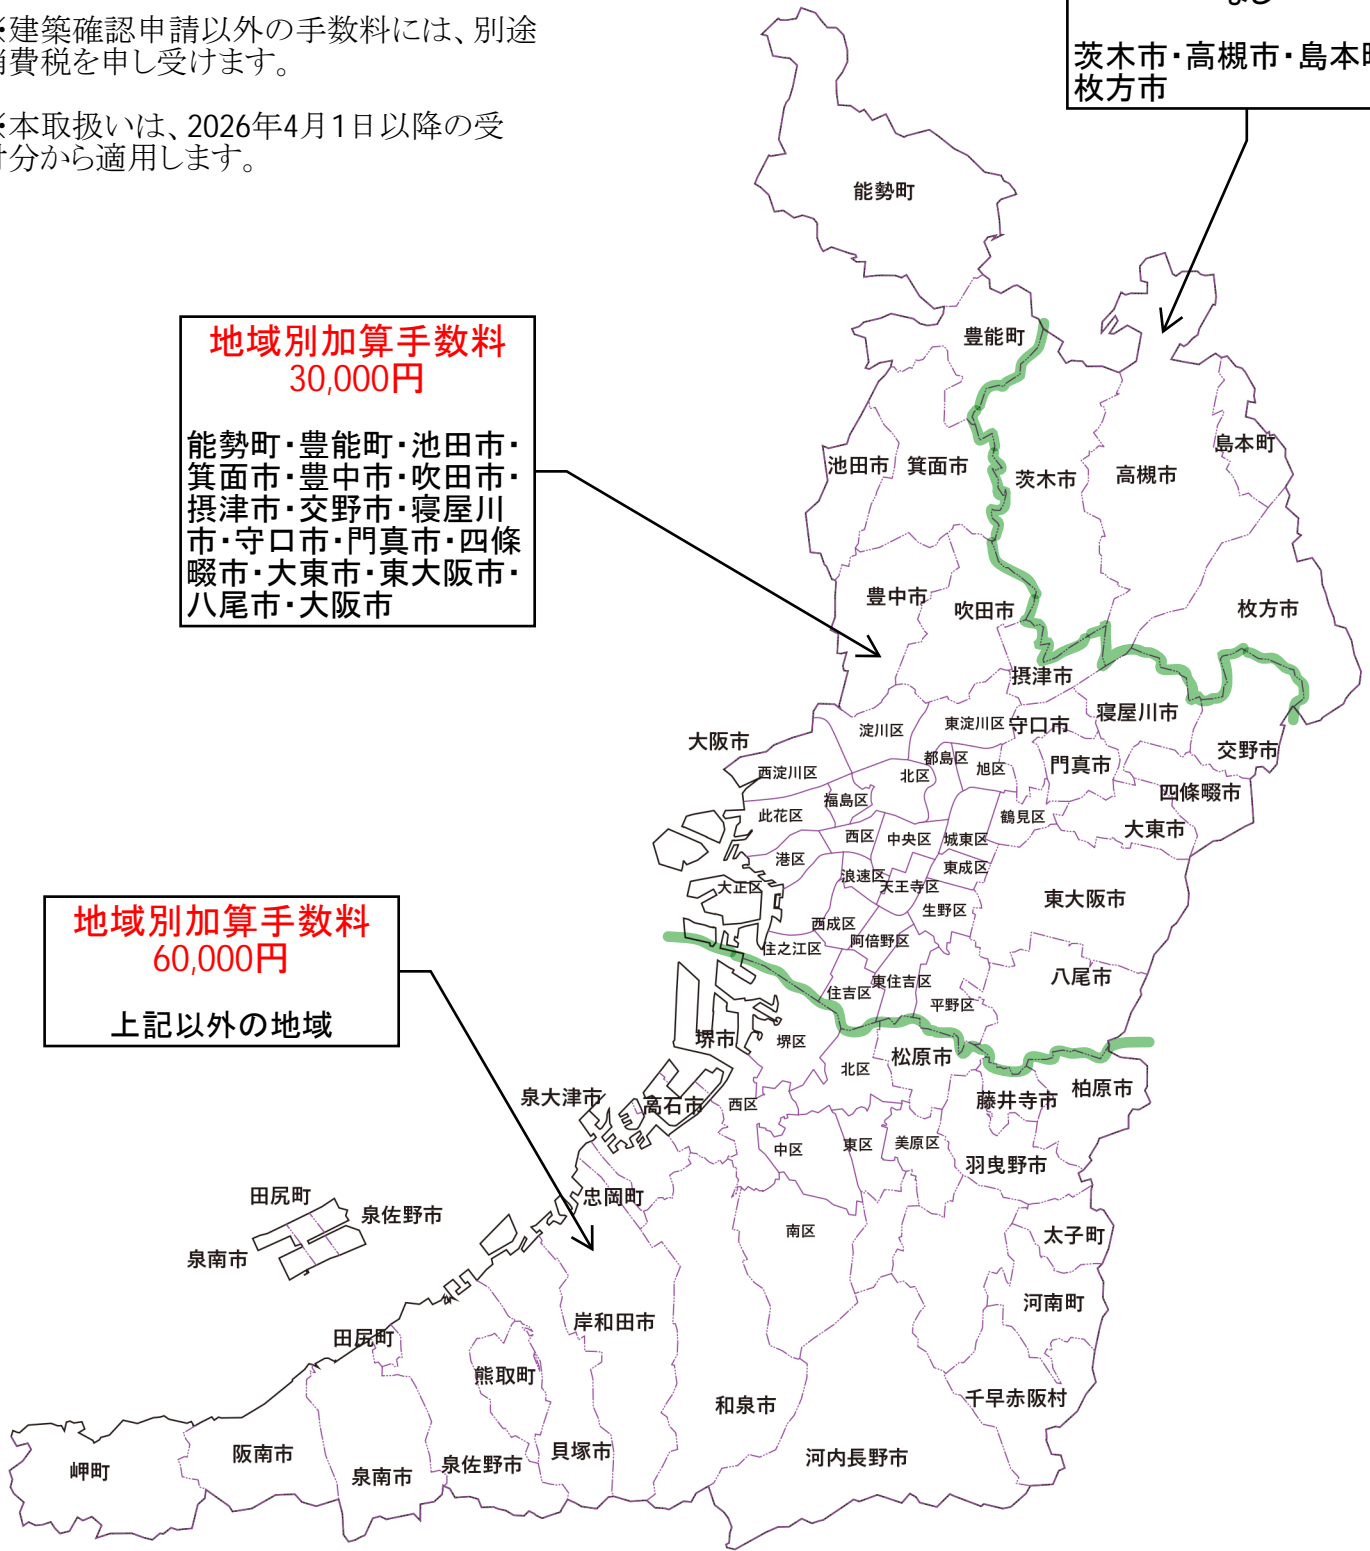 建築確認申請以外の手数料には、別途
費税を申し受けます。
本取扱いは、2026年4月1日以降の受
分から適用します。
なし
茨木市・高槻市・島本町
枚方市
地域別加算手数料
30,000円
能勢町・豊能町・池田市・
箕面市・豊中市・吹田市・
摂津市・交野市・寝屋川
市・守口市・門真市・四條
畷市・大東市・東大阪市・
八尾市・大阪市
地域別加算手数料
60,000円
上記以外の地域
能勢町
豊能町
池田市
箕面市
茨木市
高槻市
島本町
豊中市
吹田市
枚方市
摂津市
寝屋川市
守口市
東淀川区
淀川区
大阪市
交野市
門真市
都島区
旭区
北区
西淀川区
四條畷市
福島区
此花区
鶴見区
大東市
西区
中央区
城東区
港区
東成区
浪速区
天王寺区
大正区
東大阪市
生野区
西成区
阿倍野区
住之江区
八尾市
東住吉区
住吉区
平野区
堺市
堺区
松原市
北区
柏原市
藤井寺市
泉大津市
高石市
西区
中区
東区
美原区
羽曳野市
忠岡町
田尻町
泉佐野市
泉南市
南区
太子町
河南町
岸和田市
田尻町
熊取町
千早赤阪村
和泉市
貝塚市
河内長野市
阪南市
泉佐野市
岬町
泉南市